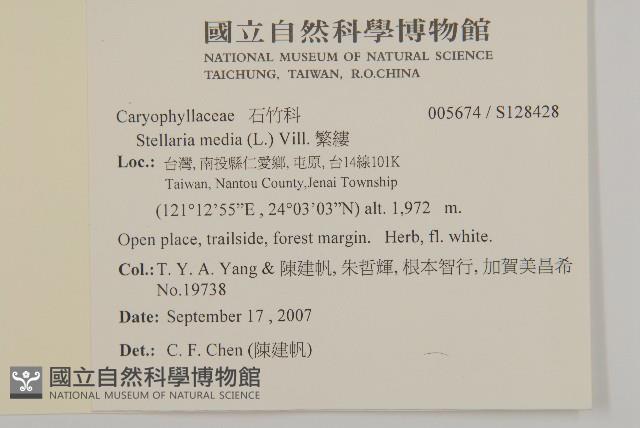 國立自然科學博物館
NATIONAL MUSEUM OF NATURAL SCIENCE
TAICHUNG, TAIWAN, R.O.CHINA
Caryophyllaceae 石竹科 005674 / S128428
Stellaria media (L.) Vill. 繁縷
Loc.: 台灣, 南投縣仁愛鄉, 屯原, 台14線101K
Taiwan, Nantou County,Jenai Township
(121°12'55”E , 24°03'03”N) alt. 1,972 m.
Open place, trailside, forest margin. Herb, fl. white.
Col.: T. Y. A. Yang & 陳建帆, 朱哲輝, 根本智行, 加賀美昌希
No.19738
Date: September 17 , 2007
Det.: C. F. Chen (陳建帆)
國立自然科學博物館
NATIONAL MUSEUM OF NATURAL SCIENCE